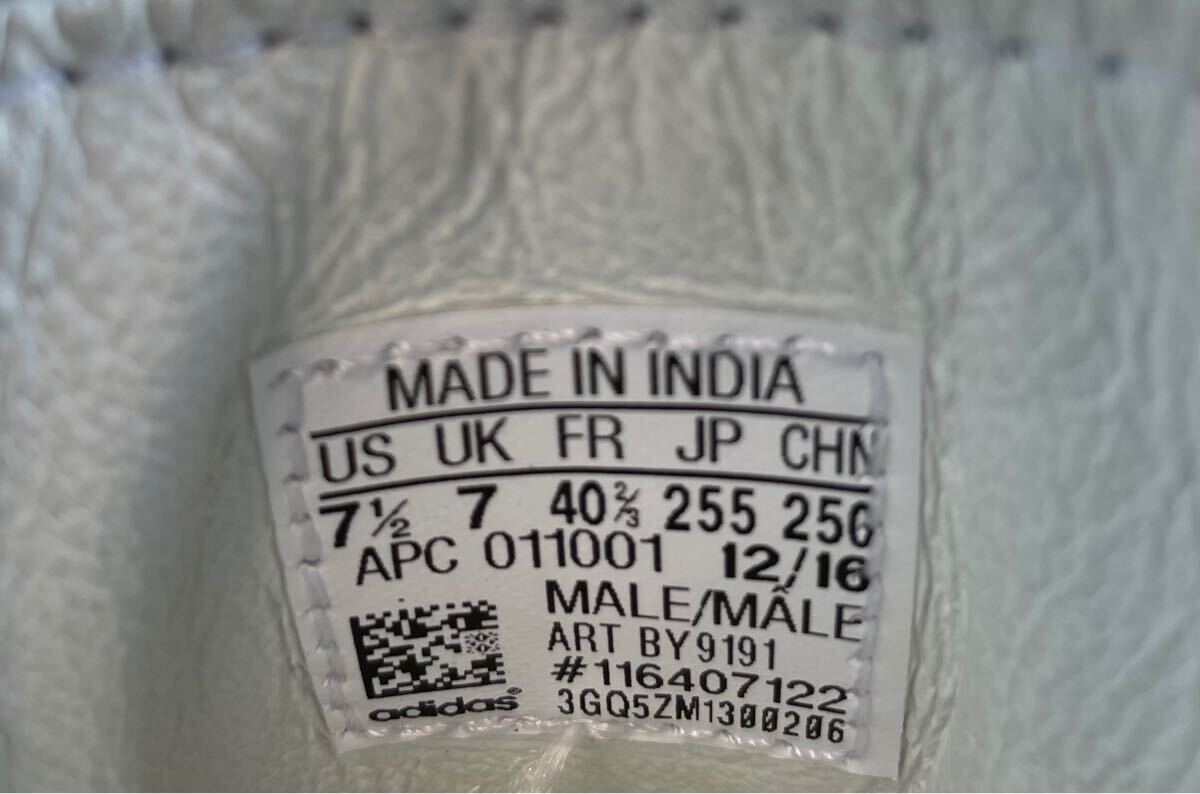 MADE IN INDIA
US UK FR JP CHN
7½ 7 40⅔ 255 256
APC 011001 12/16
MALE/MÂLE
ART BY9191
#116407122
adidas® 3GQ5ZM1300206